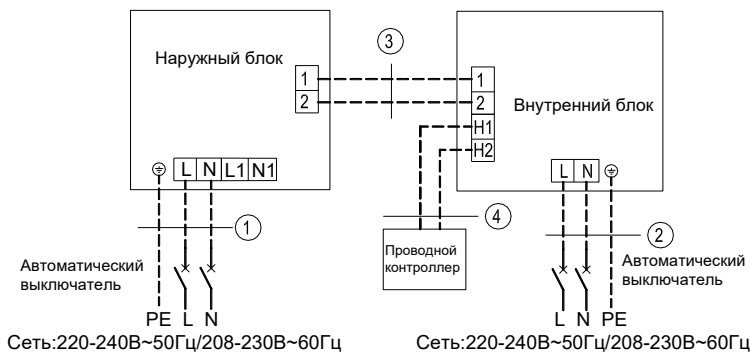 Наружный блок
1
2
L N L1 N1
1
Автоматический
выключатель
PE L N
Сеть:220-240В~50Гц/208-230В~60Гц
3
1
2
H1
H2
Внутренний блок
L N
4
Проводной
контроллер
2
Автоматический
выключатель
L N PE
Сеть:220-240В~50Гц/208-230В~60Гц